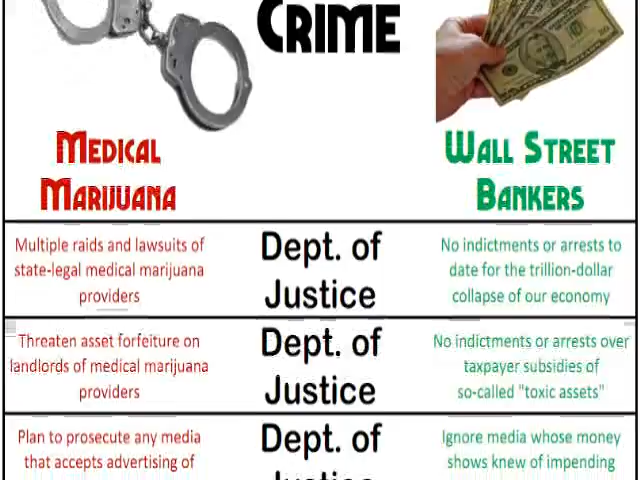 CRIME
MEDICAL
MARIJUANA
WALL STREET
BANKERS
Multiple raids and lawsuits of
state-legal medical marijuana
providers
Dept. of
Justice
No indictments or arrests to
date for the trillion-dollar
collapse of our economy
Threaten asset forfeiture on
landlords of medical marijuana
providers
Dept. of
Justice
No indictments or arrests over
taxpayer subsidies of
so-called "toxic assets"
Plan to prosecute any media
that accepts advertising of
Dept. of
Justice
Ignore media whose money
shows knew of impending